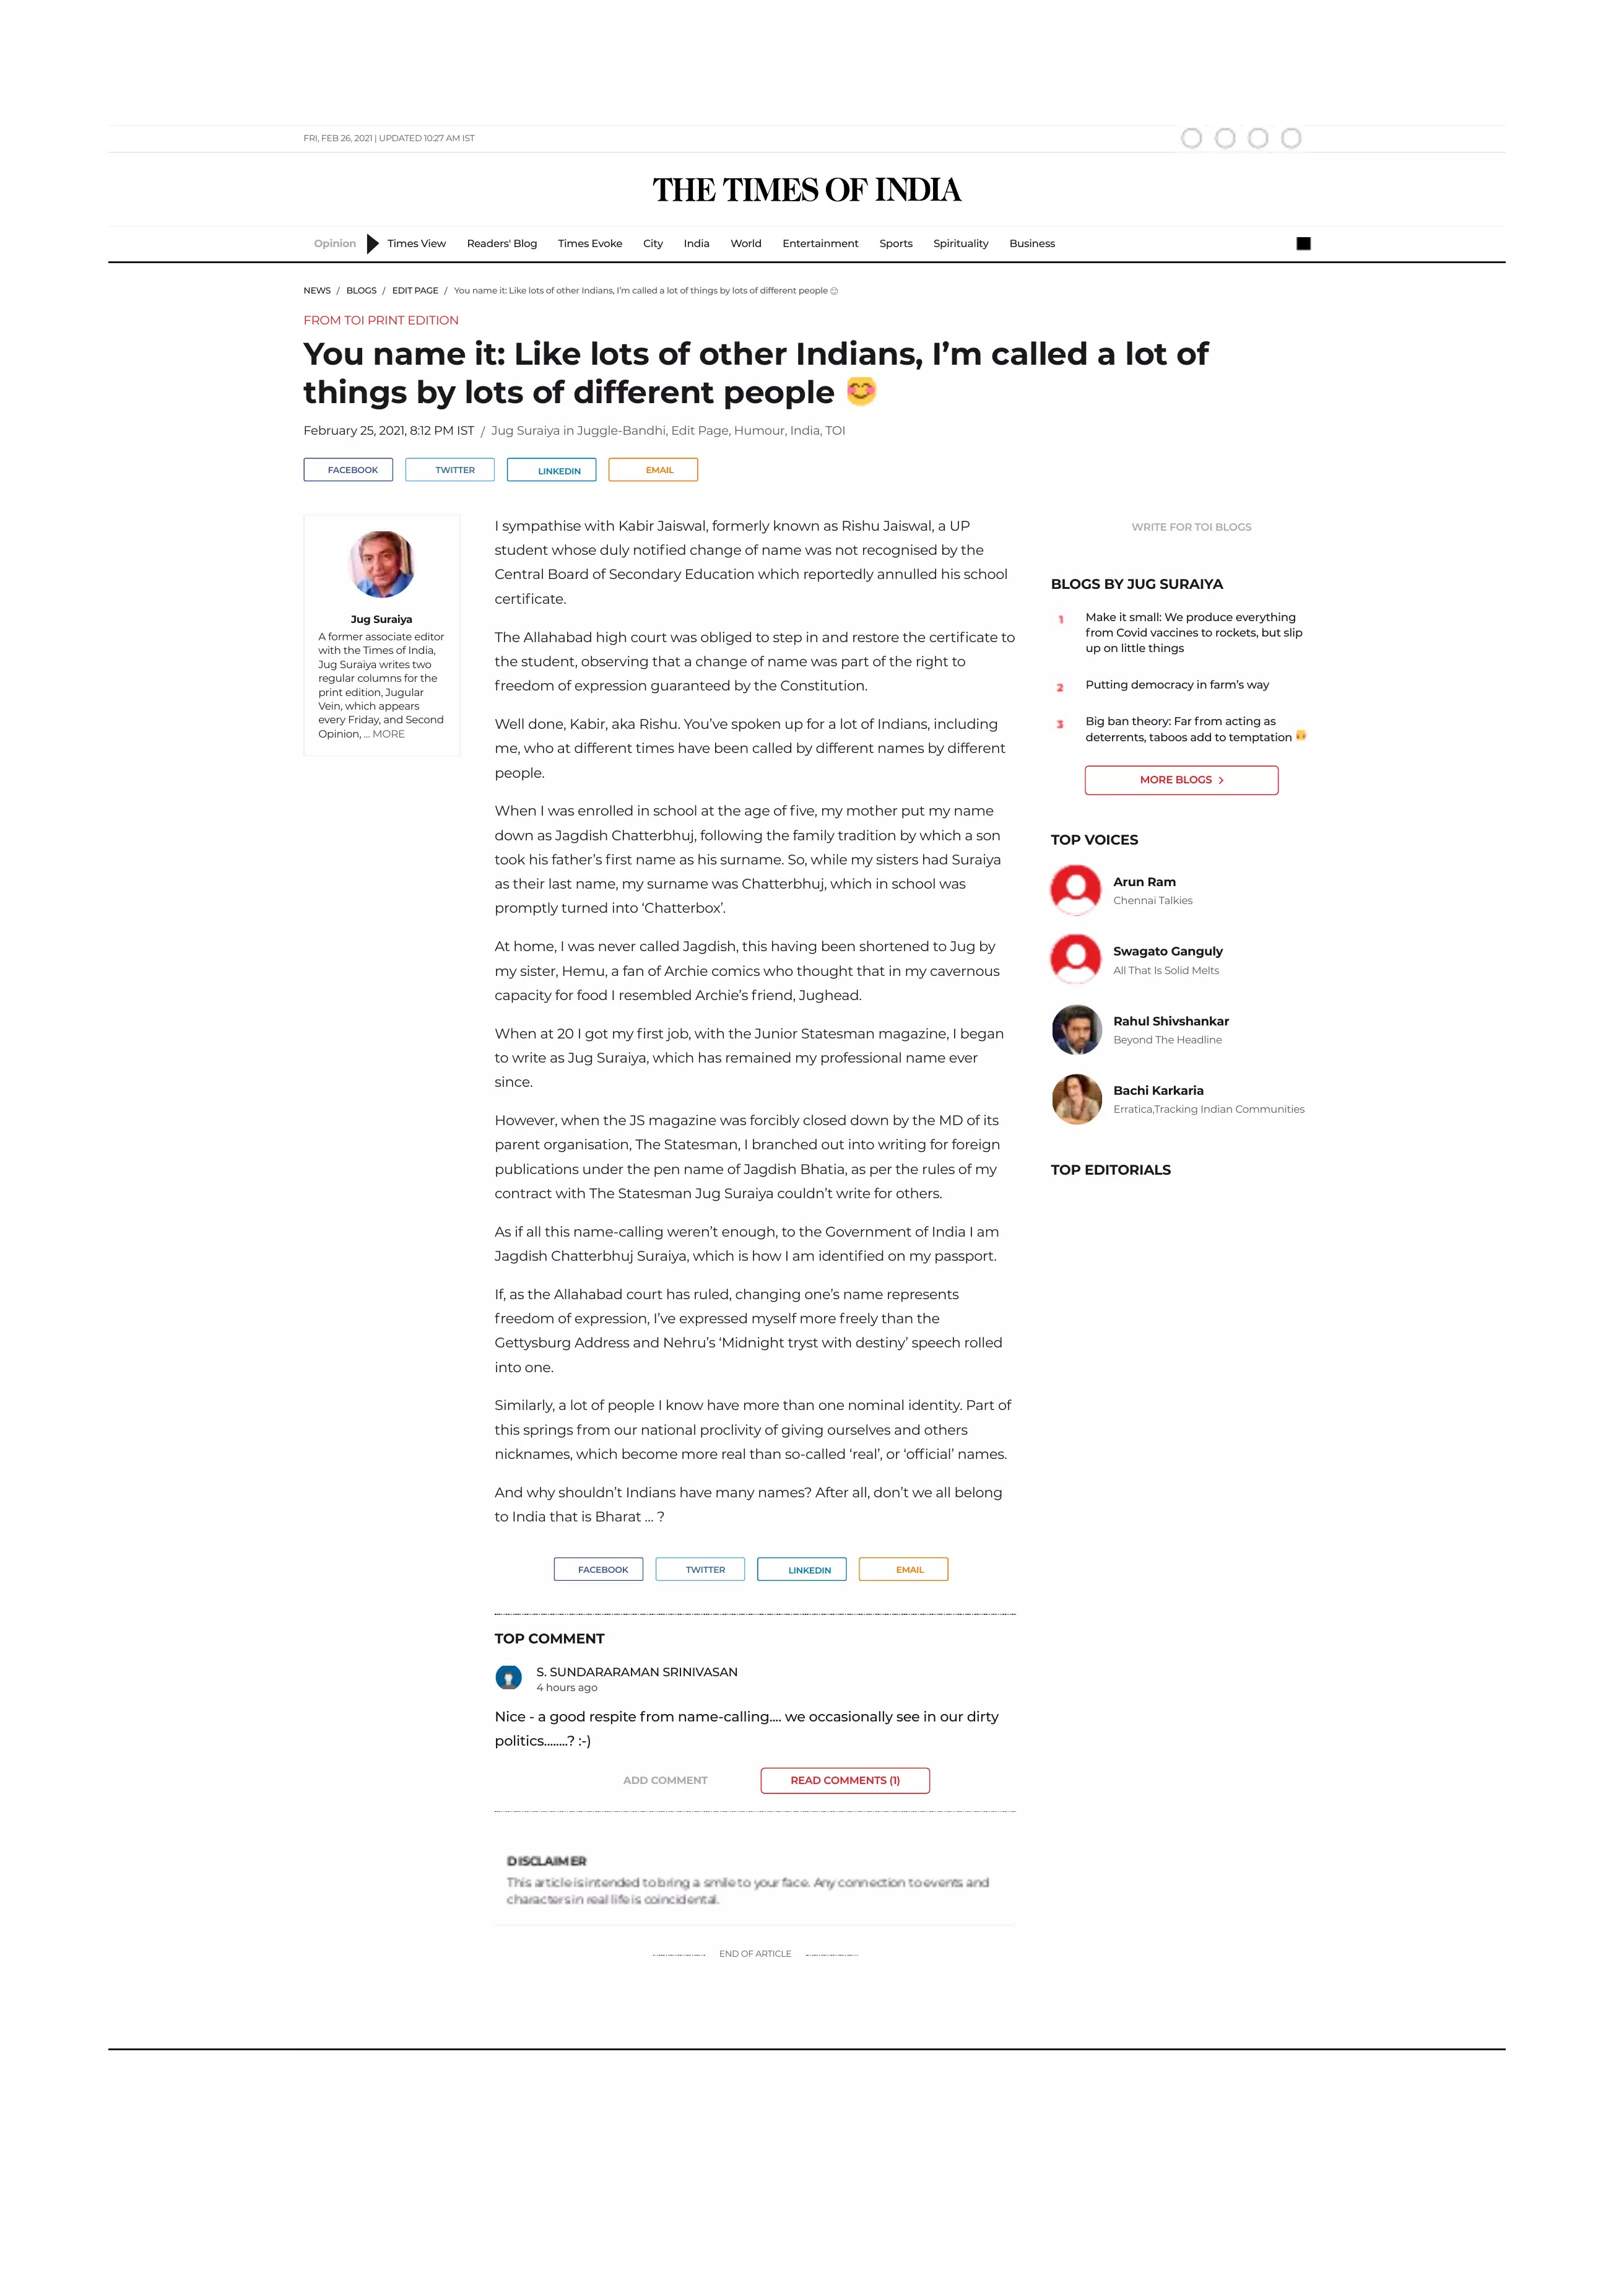 FRI, FEB 26, 2021 | UPDATED 10:27 AM IST
THE TIMES OF INDIA
Opinion Times View Readers' Blog Times Evoke City India World Entertainment Sports Spirituality Business
NEWS / BLOGS / EDIT PAGE / You name it: Like lots of other Indians, I’m called a lot of things by lots of different people 😊
FROM TOI PRINT EDITION
You name it: Like lots of other Indians, I’m called a lot of
things by lots of different people 😊
February 25, 2021, 8:12 PM IST / Jug Suraiya in Juggle-Bandhi, Edit Page, Humour, India, TOI
FACEBOOK TWITTER LINKEDIN EMAIL
Jug Suraiya
A former associate editor
with the Times of India,
Jug Suraiya writes two
regular columns for the
print edition, Jugular
Vein, which appears
every Friday, and Second
Opinion, ... MORE
I sympathise with Kabir Jaiswal, formerly known as Rishu Jaiswal, a UP
student whose duly notified change of name was not recognised by the
Central Board of Secondary Education which reportedly annulled his school
certificate.
The Allahabad high court was obliged to step in and restore the certificate to
the student, observing that a change of name was part of the right to
freedom of expression guaranteed by the Constitution.
Well done, Kabir, aka Rishu. You’ve spoken up for a lot of Indians, including
me, who at different times have been called by different names by different
people.
When I was enrolled in school at the age of five, my mother put my name
down as Jagdish Chatterbhuj, following the family tradition by which a son
took his father’s first name as his surname. So, while my sisters had Suraiya
as their last name, my surname was Chatterbhuj, which in school was
promptly turned into ‘Chatterbox’.
At home, I was never called Jagdish, this having been shortened to Jug by
my sister, Hemu, a fan of Archie comics who thought that in my cavernous
capacity for food I resembled Archie’s friend, Jughead.
When at 20 I got my first job, with the Junior Statesman magazine, I began
to write as Jug Suraiya, which has remained my professional name ever
since.
However, when the JS magazine was forcibly closed down by the MD of its
parent organisation, The Statesman, I branched out into writing for foreign
publications under the pen name of Jagdish Bhatia, as per the rules of my
contract with The Statesman Jug Suraiya couldn’t write for others.
As if all this name-calling weren’t enough, to the Government of India I am
Jagdish Chatterbhuj Suraiya, which is how I am identified on my passport.
If, as the Allahabad court has ruled, changing one’s name represents
freedom of expression, I’ve expressed myself more freely than the
Gettysburg Address and Nehru’s ‘Midnight tryst with destiny’ speech rolled
into one.
Similarly, a lot of people I know have more than one nominal identity. Part of
this springs from our national proclivity of giving ourselves and others
nicknames, which become more real than so-called ‘real’, or ‘official’ names.
And why shouldn’t Indians have many names? After all, don’t we all belong
to India that is Bharat … ?
FACEBOOK TWITTER LINKEDIN EMAIL
TOP COMMENT
S. SUNDARARAMAN SRINIVASAN
4 hours ago
Nice - a good respite from name-calling.... we occasionally see in our dirty
politics........? :-)
ADD COMMENT READ COMMENTS (1)
DISCLAIMER
This article is intended to bring a smile to your face. Any connection to events and
characters in real life is coincidental.
END OF ARTICLE
WRITE FOR TOI BLOGS
BLOGS BY JUG SURAIYA
1 Make it small: We produce everything
from Covid vaccines to rockets, but slip
up on little things
2 Putting democracy in farm’s way
3 Big ban theory: Far from acting as
deterrents, taboos add to temptation
MORE BLOGS >
TOP VOICES
Arun Ram
Chennai Talkies
Swagato Ganguly
All That Is Solid Melts
Rahul Shivshankar
Beyond The Headline
Bachi Karkaria
Erratica,Tracking Indian Communities
TOP EDITORIALS